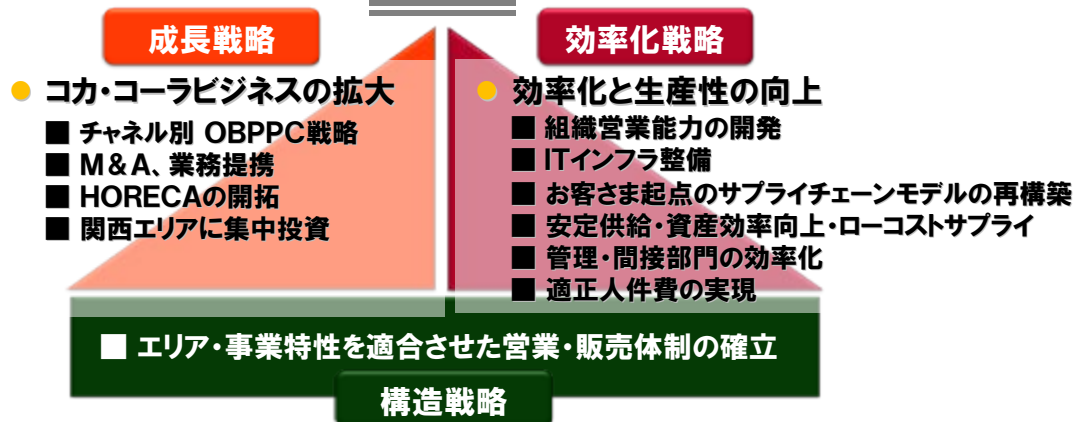 成長戦略
● コカ・コーラビジネスの拡大
■ チャネル別 OBPPC戦略
■ M&A、業務提携
■ HORECAの開拓
■ 関西エリアに集中投資
効率化戦略
● 効率化と生産性の向上
■ 組織営業能力の開発
■ ITインフラ整備
■ お客さま起点のサプライチェーンモデルの再構築
■ 安定供給・資産効率向上・ローコストサプライ
■ 管理・間接部門の効率化
■ 適正人件費の実現
■ エリア・事業特性を適合させた営業・販売体制の確立
構造戦略